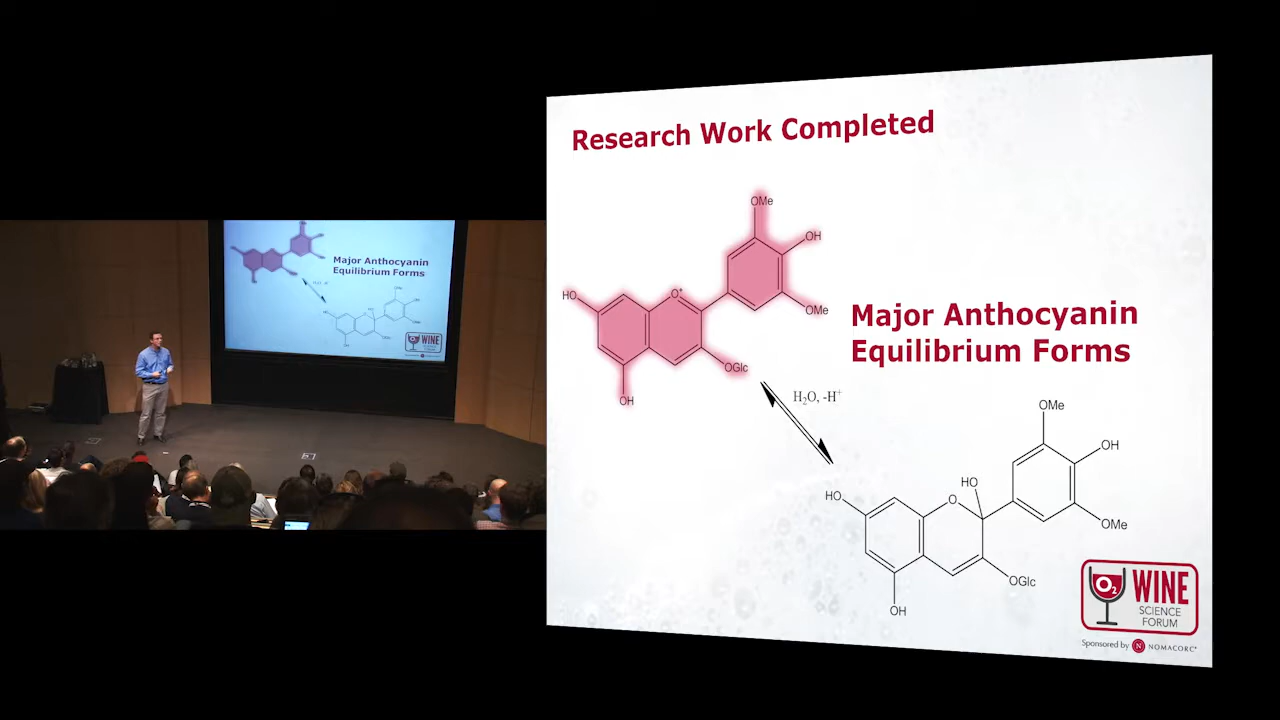 Research Work Completed
OMe
OH
HO
O+
OMe
OGlc
OH
Major Anthocyanin
Equilibrium Forms
H₂O, -H⁺
OMe
OH
HO
HO
O
OMe
OGlc
OH
O₂ WINE
SCIENCE
FORUM
Sponsored by N NOMACORC
Major Anthocyanin
Equilibrium Forms
WINE